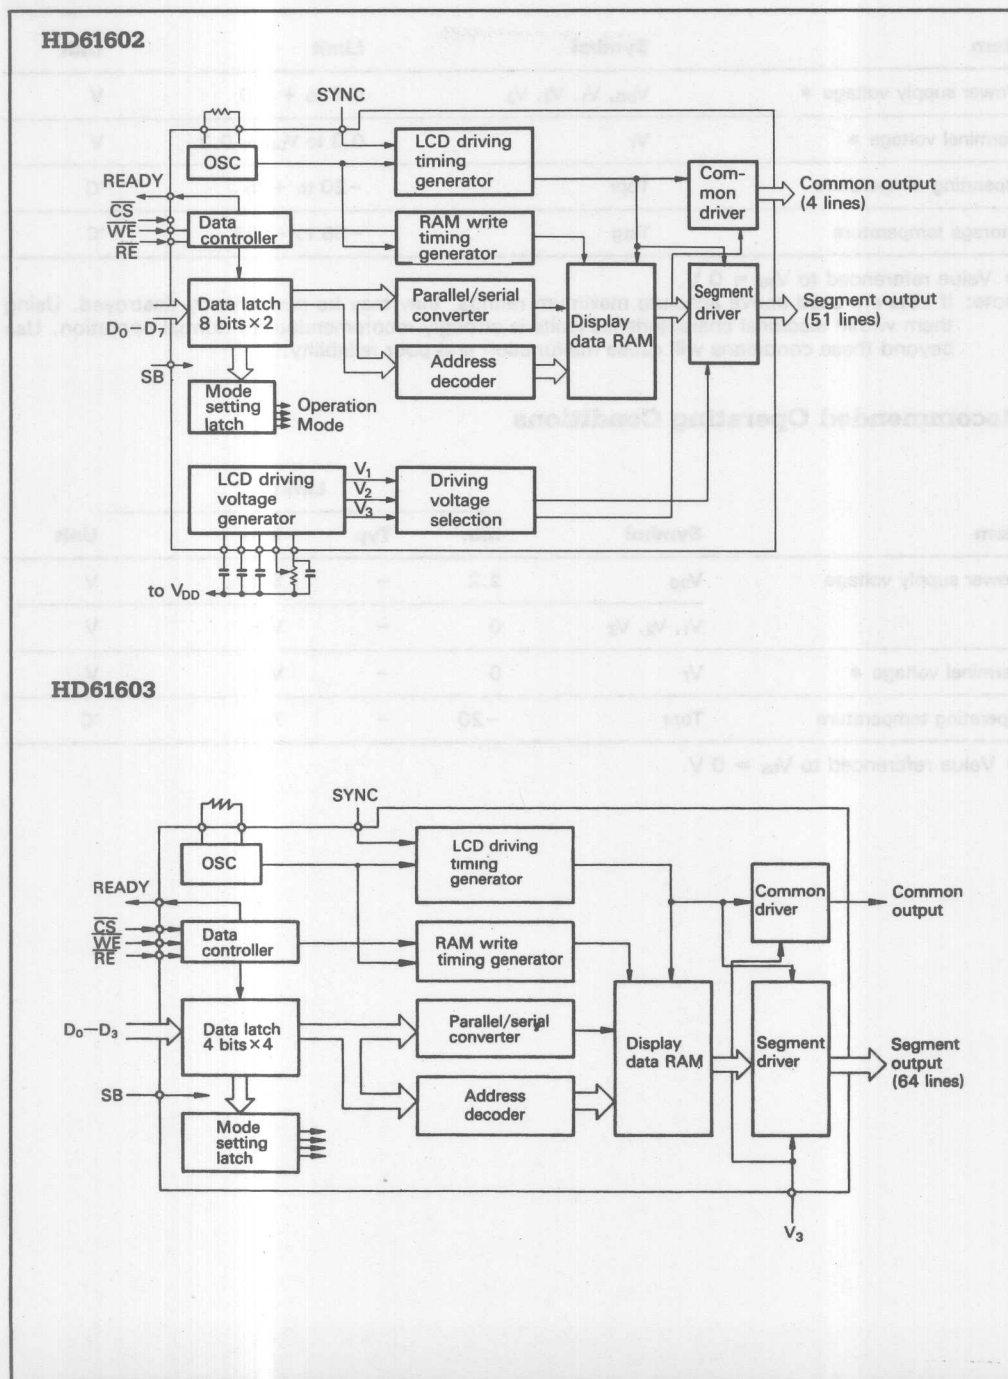 HD61602
SYNC
OSC
LCD driving
timing
generator
Com-
mon
driver
Common output
(4 lines)
READY
CS
WE
RE
Data
controller
RAM write
timing
generator
Data latch
8 bits×2
D0—D7
Parallel/serial
converter
Display
data RAM
Segment
driver
Segment output
(51 lines)
SB
Address
decoder
Mode
setting
latch
Operation
Mode
LCD driving
voltage
generator
V1
V2
V3
Driving
voltage
selection
to VDD
HD61603
SYNC
OSC
LCD driving
timing
generator
READY
CS
WE
RE
Data
controller
RAM write
timing generator
Common
driver
Common
output
D0—D3
Data latch
4 bits×4
Parallel/serial
converter
Display
data RAM
Segment
driver
Segment
output
(64 lines)
SB
Address
decoder
Mode
setting
latch
V3